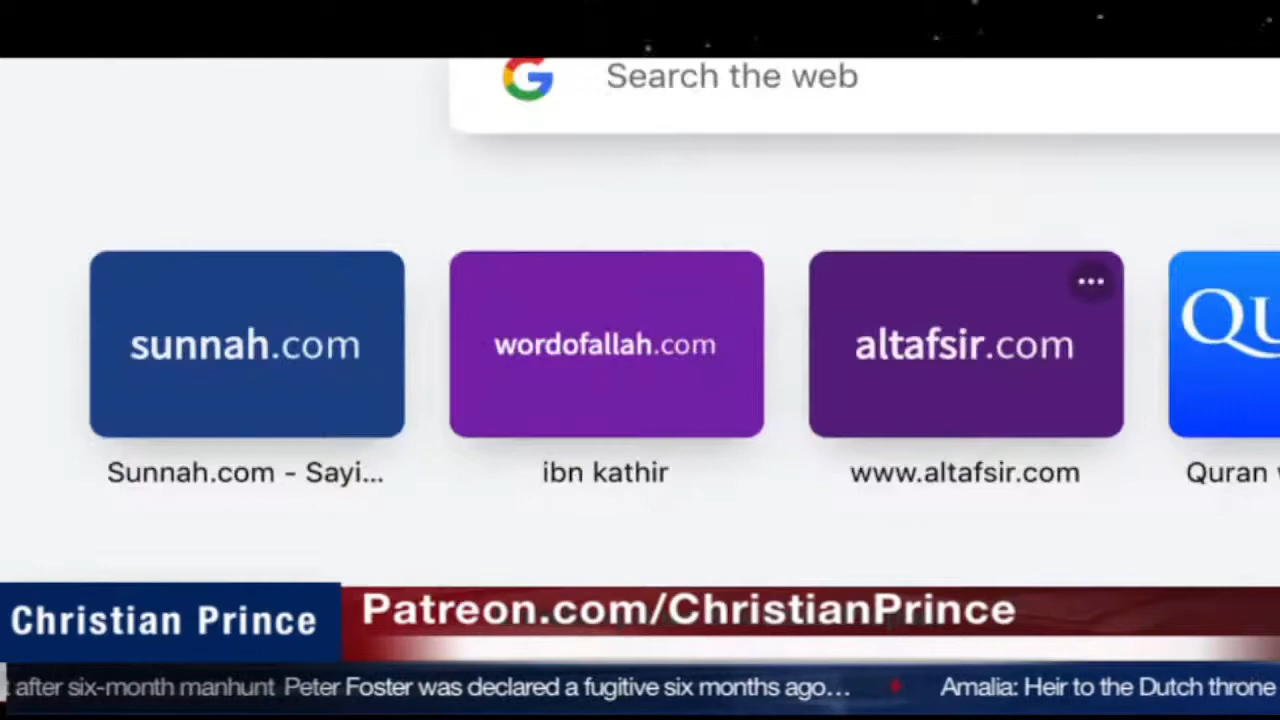 Search the web
sunnah.com
wordofallah.com
altafsir.com
QU
Sunnah.com - Sayi...
ibn kathir
www.altafsir.com
Quran
Christian Prince
Patreon.com/ChristianPrince
after six-month manhunt Peter Foster was declared a fugitive six months ago... Amalia: Heir to the Dutch throne